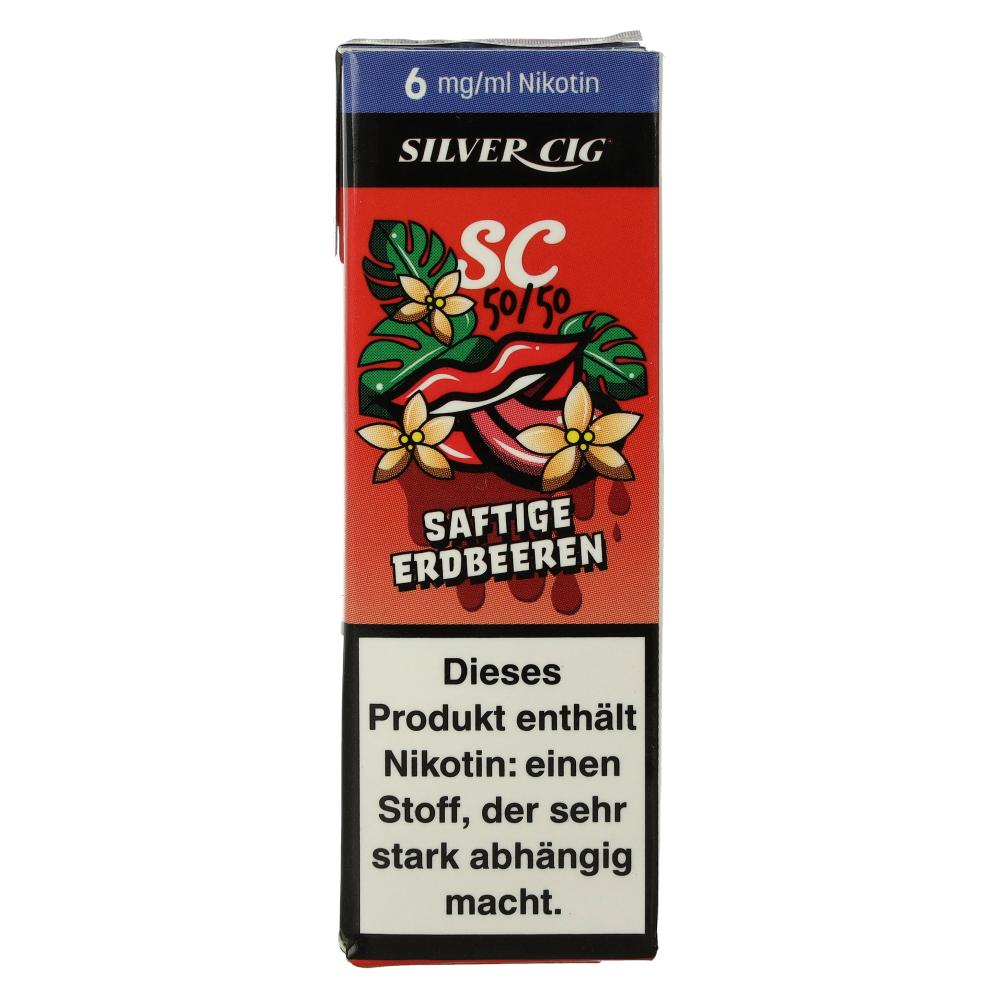 6 mg/ml Nikotin
SILVER CIG
SC
50/50
SAFTIGE
ERDBEEREN
Dieses
Produkt enthält
Nikotin: einen
Stoff, der sehr
stark abhängig
macht.